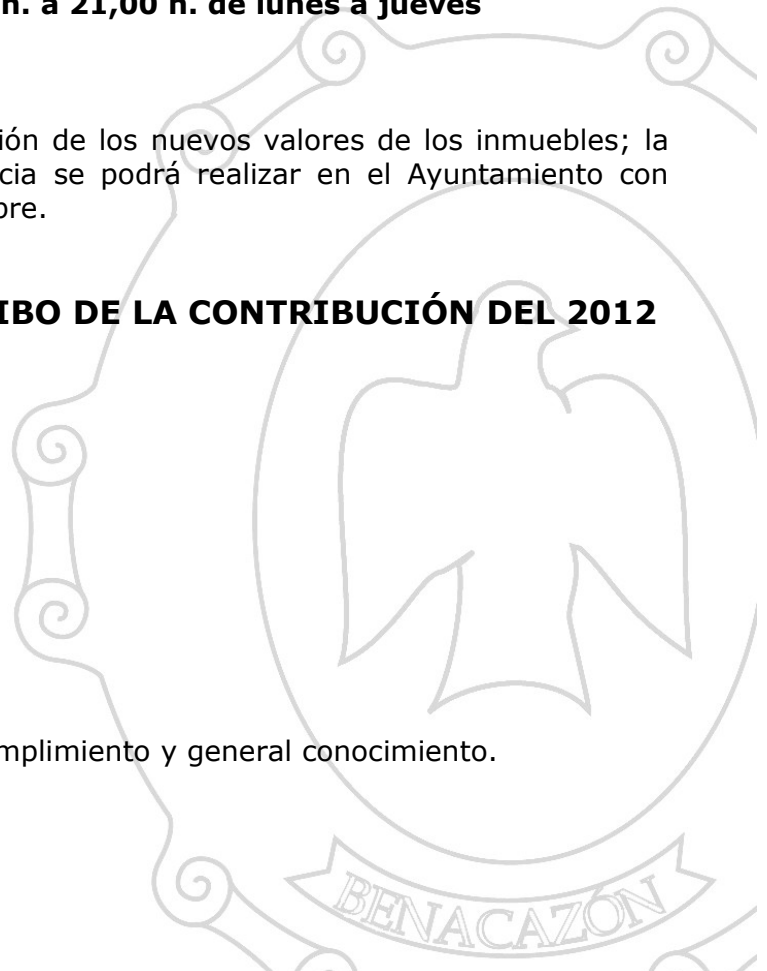 h. a 21,00 h. de lunes a jueves
ión de los nuevos valores de los inmuebles; la
cia se podrá realizar en el Ayuntamiento con
bre.
IBO DE LA CONTRIBUCIÓN DEL 2012
mplimiento y general conocimiento.
BENACAZÓN